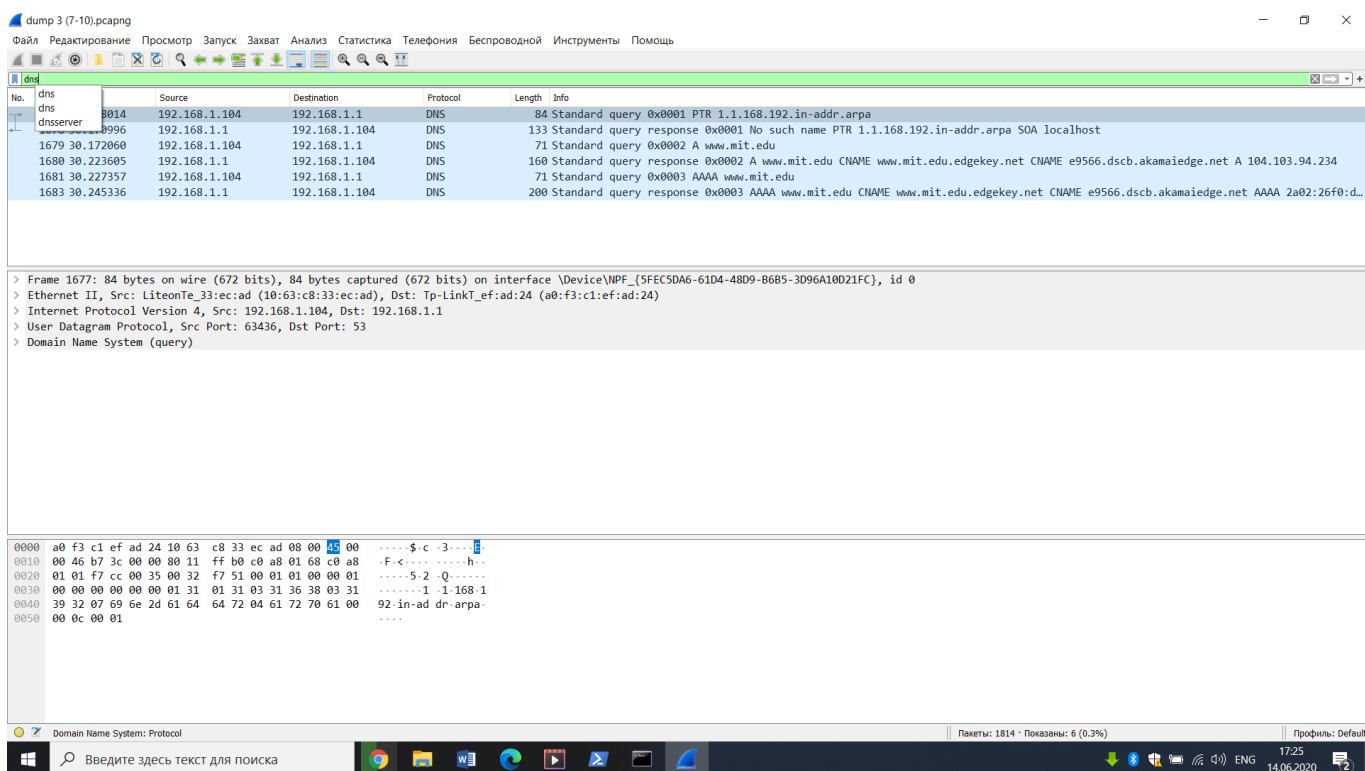 dump 3 (7-10).pcapng
Файл Редактирование Просмотр Запуск Захват Анализ Статистика Телефония Беспроводной Инструменты Помощь
dns
dns
dns
dnsserver
No. Source Destination Protocol Length Info
8014 192.168.1.104 192.168.1.1 DNS 84 Standard query 0x0001 PTR 1.1.168.192.in-addr.arpa
192.168.1.1 192.168.1.104 DNS 133 Standard query response 0x0001 No such name PTR 1.1.168.192.in-addr.arpa SOA localhost
1679 30.172060 192.168.1.104 192.168.1.1 DNS 71 Standard query 0x0002 A www.mit.edu
1680 30.223605 192.168.1.1 192.168.1.104 DNS 160 Standard query response 0x0002 A www.mit.edu CNAME www.mit.edu.edgekey.net CNAME e9566.dscb.akamaiedge.net A 104.103.94.234
1681 30.227357 192.168.1.104 192.168.1.1 DNS 71 Standard query 0x0003 AAAA www.mit.edu
1683 30.245336 192.168.1.1 192.168.1.104 DNS 200 Standard query response 0x0003 AAAA www.mit.edu CNAME www.mit.edu.edgekey.net CNAME e9566.dscb.akamaiedge.net AAAA 2a02:26f0:d…
> Frame 1677: 84 bytes on wire (672 bits), 84 bytes captured (672 bits) on interface \Device\NPF_{5FEC5DA6-61D4-48D9-B6B5-3D96A10D21FC}, id 0
> Ethernet II, Src: LiteonTe_33:ec:ad (10:63:c8:33:ec:ad), Dst: Tp-LinkT_ef:ad:24 (a0:f3:c1:ef:ad:24)
> Internet Protocol Version 4, Src: 192.168.1.104, Dst: 192.168.1.1
> User Datagram Protocol, Src Port: 63436, Dst Port: 53
> Domain Name System (query)
0000 a0 f3 c1 ef ad 24 10 63 c8 33 ec ad 08 00 45 00 ·····$·c ·3····E·
0010 00 46 b7 3c 00 00 80 11 ff b0 c0 a8 01 68 c0 a8 ·F·<···· ·····h··
0020 01 01 f7 cc 00 35 00 32 f7 51 00 01 01 00 00 01 ·····5·2 ·Q······
0030 00 00 00 00 00 00 01 31 01 31 03 31 36 38 03 31 ·······1 ·1·168·1
0040 39 32 07 69 6e 2d 61 64 64 72 04 61 72 70 61 00 92·in-ad dr·arpa·
0050 00 0c 00 01 ····
Domain Name System: Protocol Пакеты: 1814 · Показаны: 6 (0.3%) Профиль: Default
Введите здесь текст для поиска ENG 17:25
14.06.2020 2